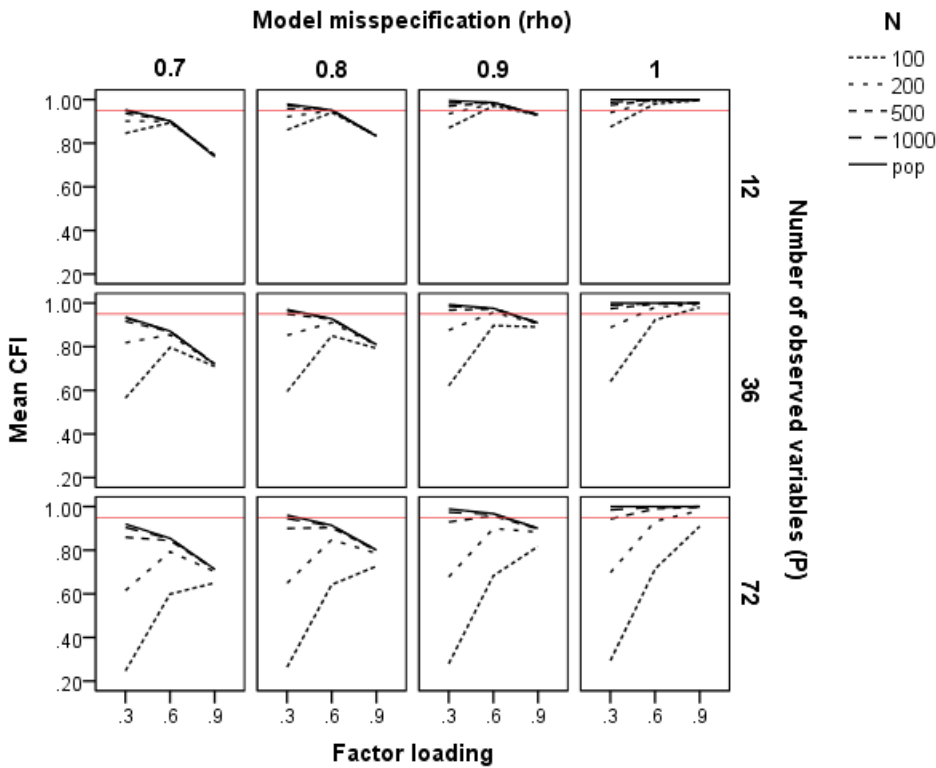 Model misspecification (rho)
0.7 0.8 0.9 1
N
100
200
500
1000
pop
Mean CFI
1.00
.80
.60
.40
.20
12
1.00
.80
.60
.40
.20
36
1.00
.80
.60
.40
.20
72
Number of observed variables (P)
.3 .6 .9 .3 .6 .9 .3 .6 .9 .3 .6 .9
Factor loading